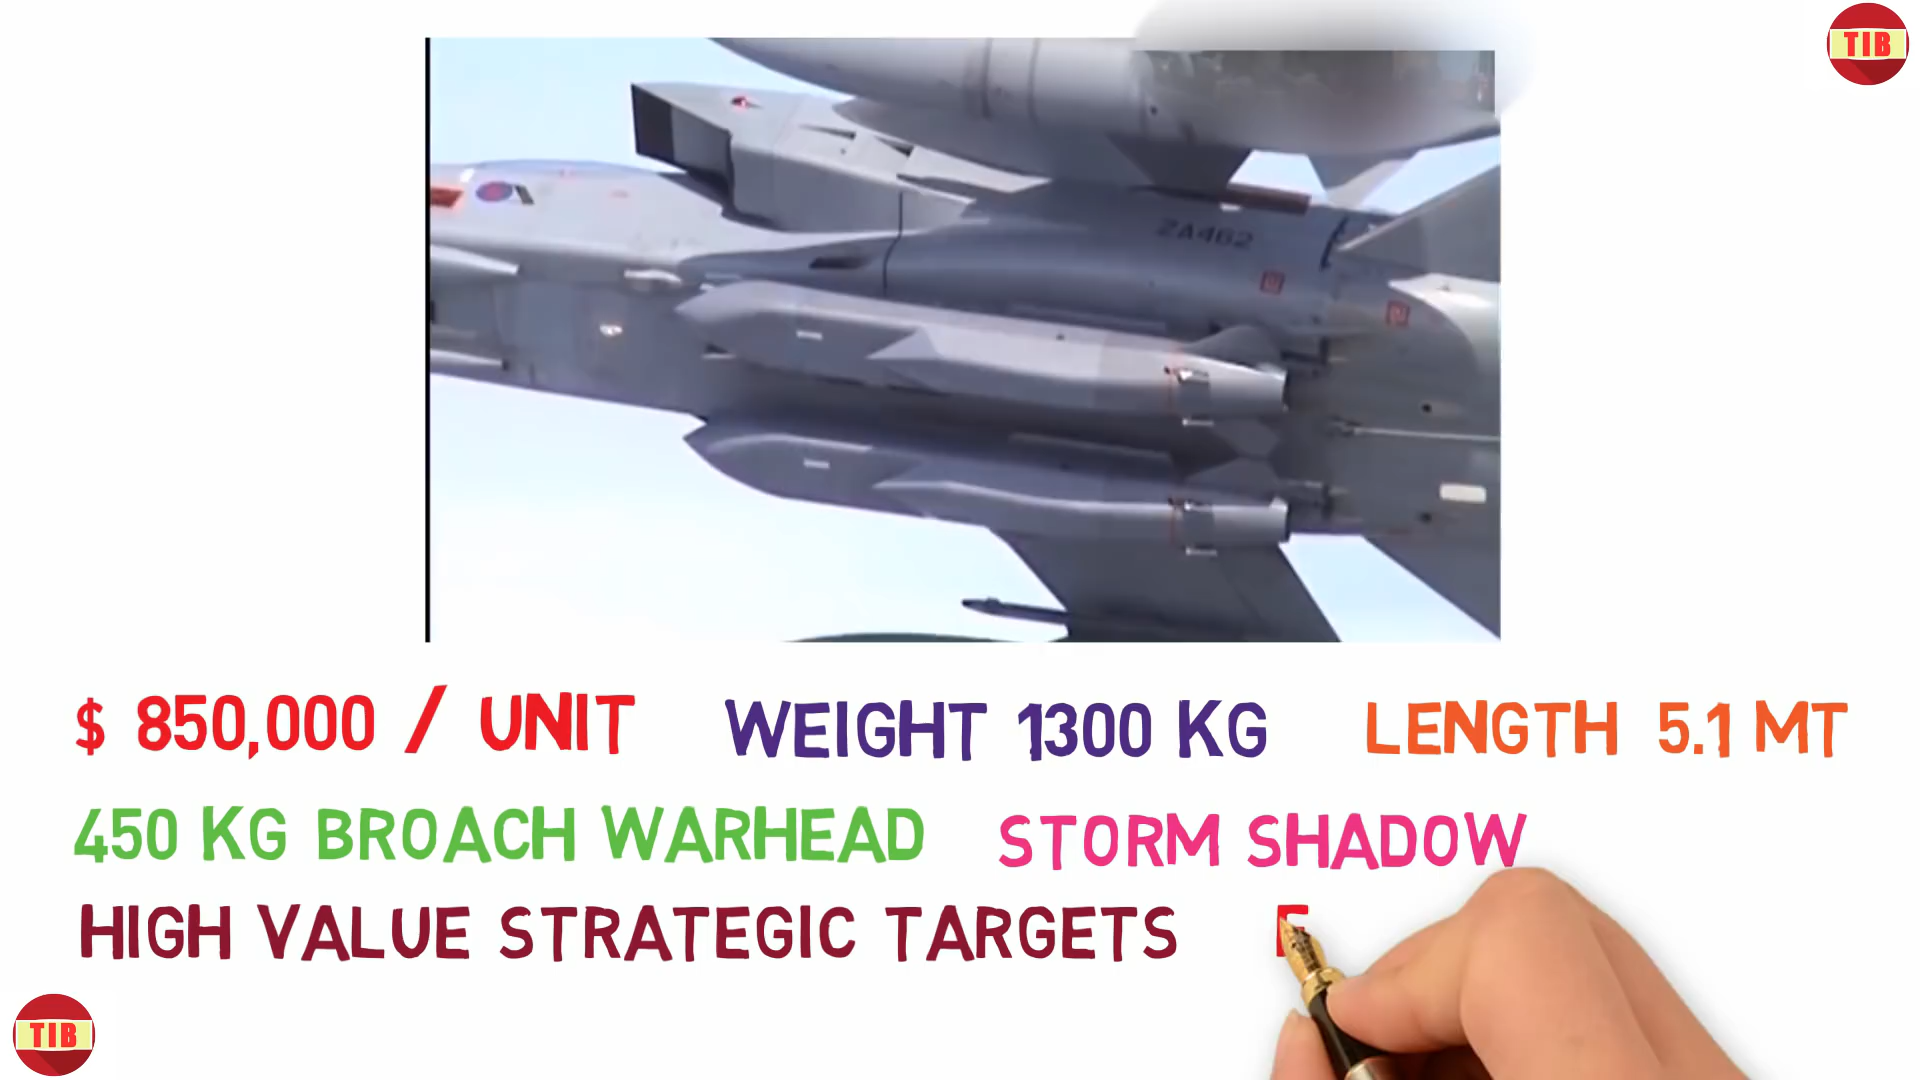 TIB
ZA462
$ 850,000 / UNIT WEIGHT 1300 KG LENGTH 5.1 MT
450 KG BROACH WARHEAD STORM SHADOW
HIGH VALUE STRATEGIC TARGETS
TIB